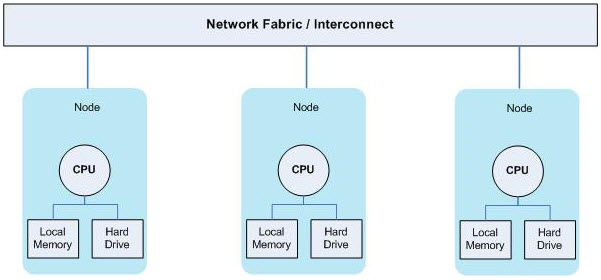 Network Fabric / Interconnect
Node
CPU
Local
Memory
Hard
Drive
Node
CPU
Local
Memory
Hard
Drive
Node
CPU
Local
Memory
Hard
Drive